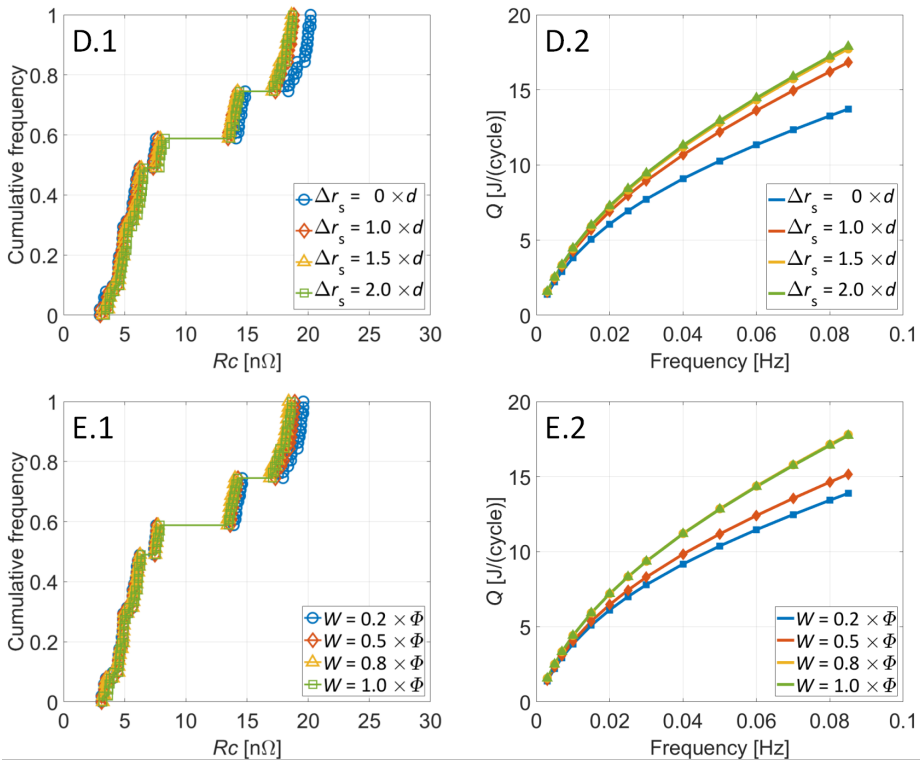 D.1
Cumulative frequency
1
0.8
0.6
0.4
0.2
0
0 5 10 15 20 25 30
Rc [nΩ]
Δrs = 0 ×d
Δrs = 1.0 ×d
Δrs = 1.5 ×d
Δrs = 2.0 ×d
D.2
Q [J/(cycle)]
20
15
10
5
0
0 0.02 0.04 0.06 0.08 0.1
Frequency [Hz]
Δrs = 0 ×d
Δrs = 1.0 ×d
Δrs = 1.5 ×d
Δrs = 2.0 ×d
E.1
Cumulative frequency
1
0.8
0.6
0.4
0.2
0
0 5 10 15 20 25 30
Rc [nΩ]
W = 0.2 × Φ
W = 0.5 × Φ
W = 0.8 × Φ
W = 1.0 × Φ
E.2
Q [J/(cycle)]
20
15
10
5
0
0 0.02 0.04 0.06 0.08 0.1
Frequency [Hz]
W = 0.2 × Φ
W = 0.5 × Φ
W = 0.8 × Φ
W = 1.0 × Φ